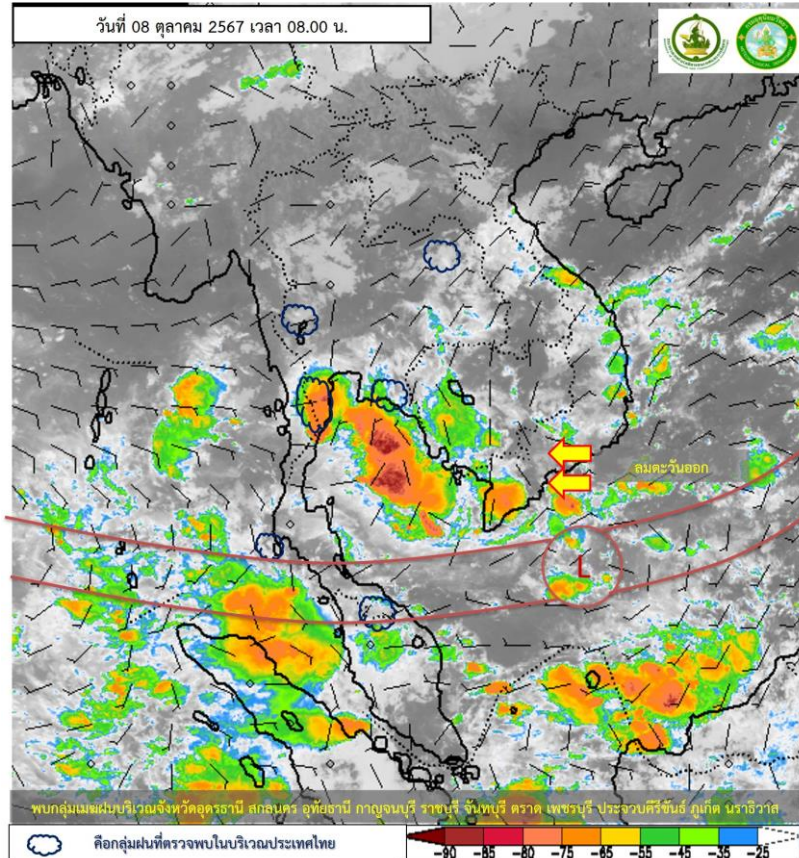 วันที่ 08 ตุลาคม 2567 เวลา 08.00 น.
ลมตะวันออก
L
พบกลุ่มเมฆฝนบริเวณจังหวัดอุดรธานี สกลนคร อุทัยธานี กาญจนบุรี ราชบุรี จันทบุรี ตราด เพชรบุรี ประจวบคีรีขันธ์ ภูเก็ต นราธิวาส
คือกลุ่มฝนที่ตรวจพบในบริเวณประเทศไทย
-90 -85 -80 -75 -65 -55 -45 -35 -25